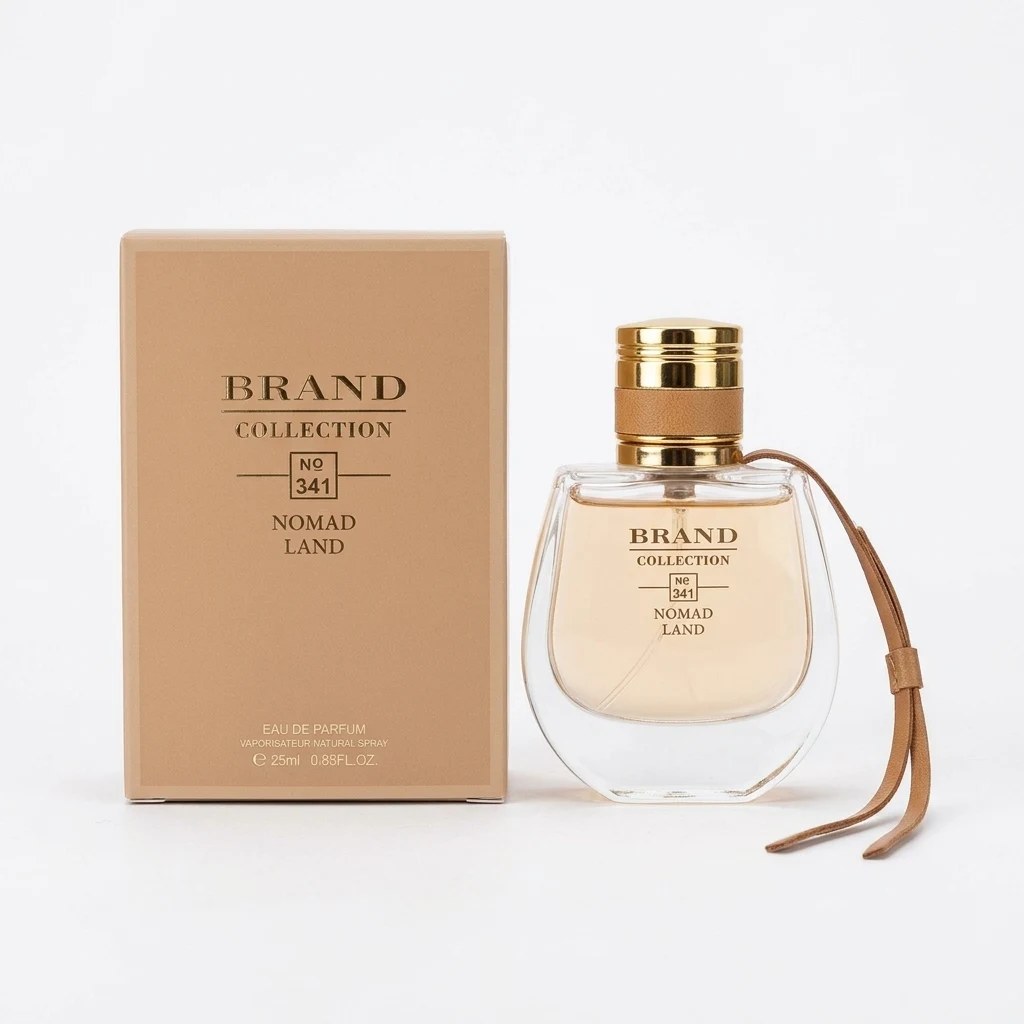 BRAND
COLLECTION
Nº
341
NOMAD
LAND
EAU DE PARFUM
VAPORISATEUR NATURAL SPRAY
℮ 25ml 0.88FL.OZ.
BRAND
COLLECTION
Nº
341
NOMAD
LAND